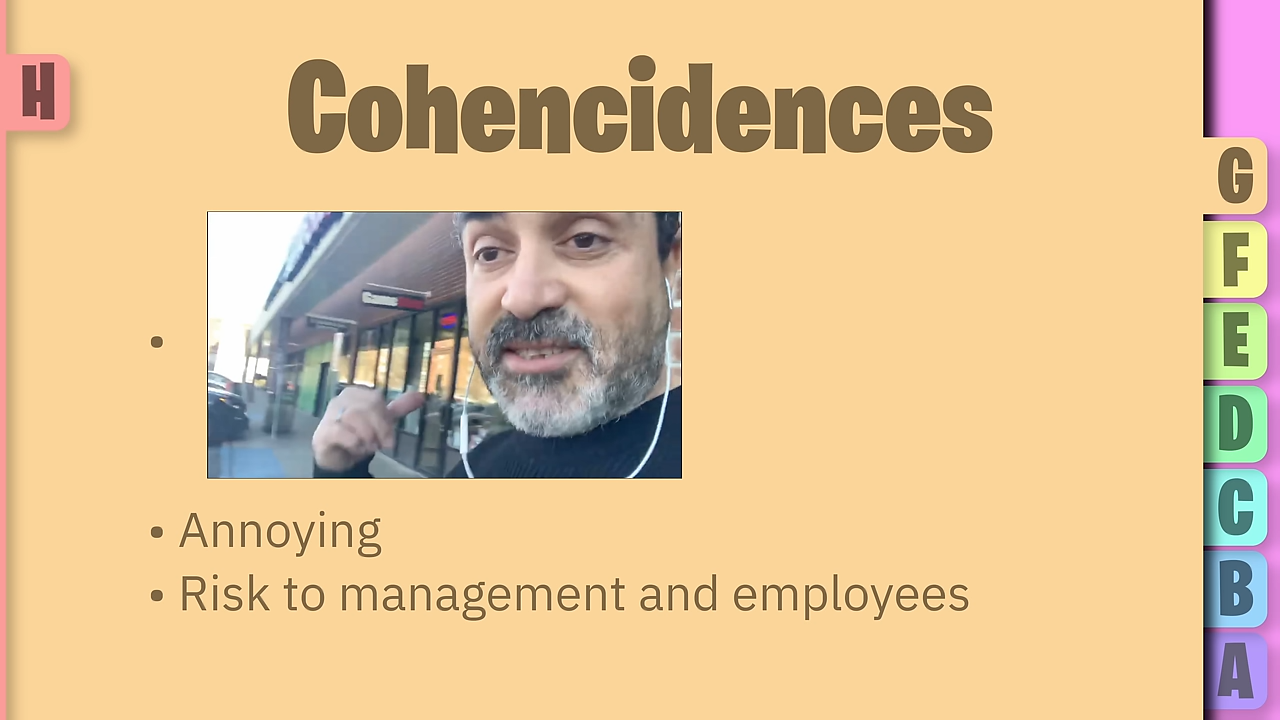 H
Cohencidences
• Annoying
• Risk to management and employees
G
F
E
D
C
B
A